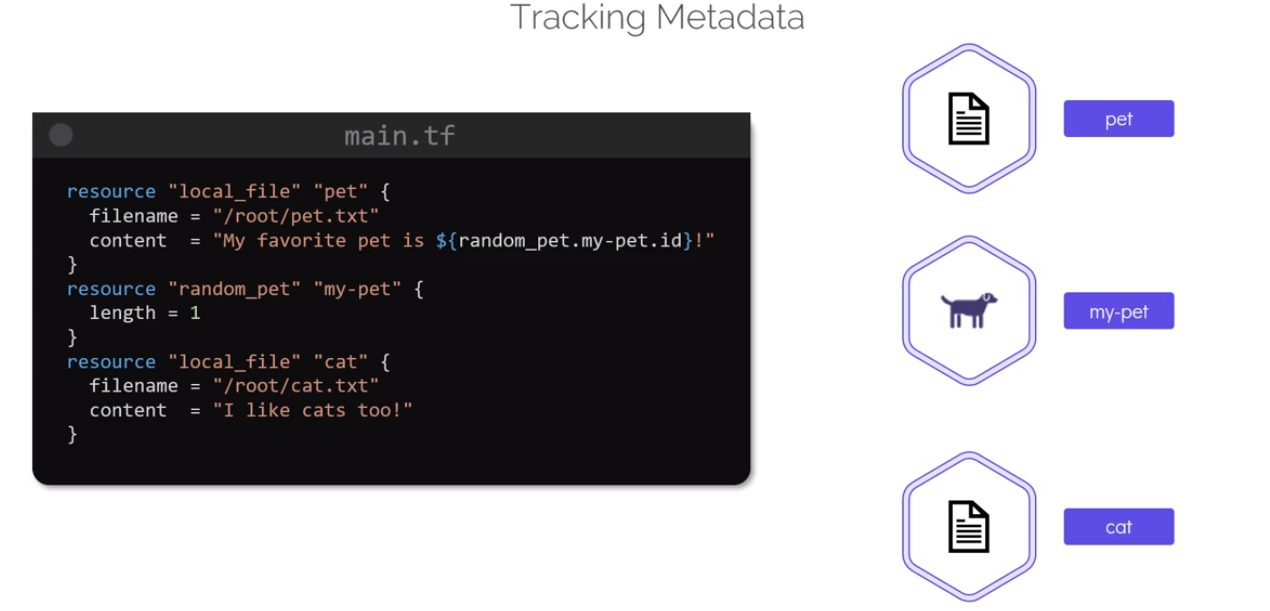 Tracking Metadata
main.tf
resource "local_file" "pet" {
  filename = "/root/pet.txt"
  content  = "My favorite pet is ${random_pet.my-pet.id}!"
}
resource "random_pet" "my-pet" {
  length = 1
}
resource "local_file" "cat" {
  filename = "/root/cat.txt"
  content  = "I like cats too!"
}
pet
my-pet
cat